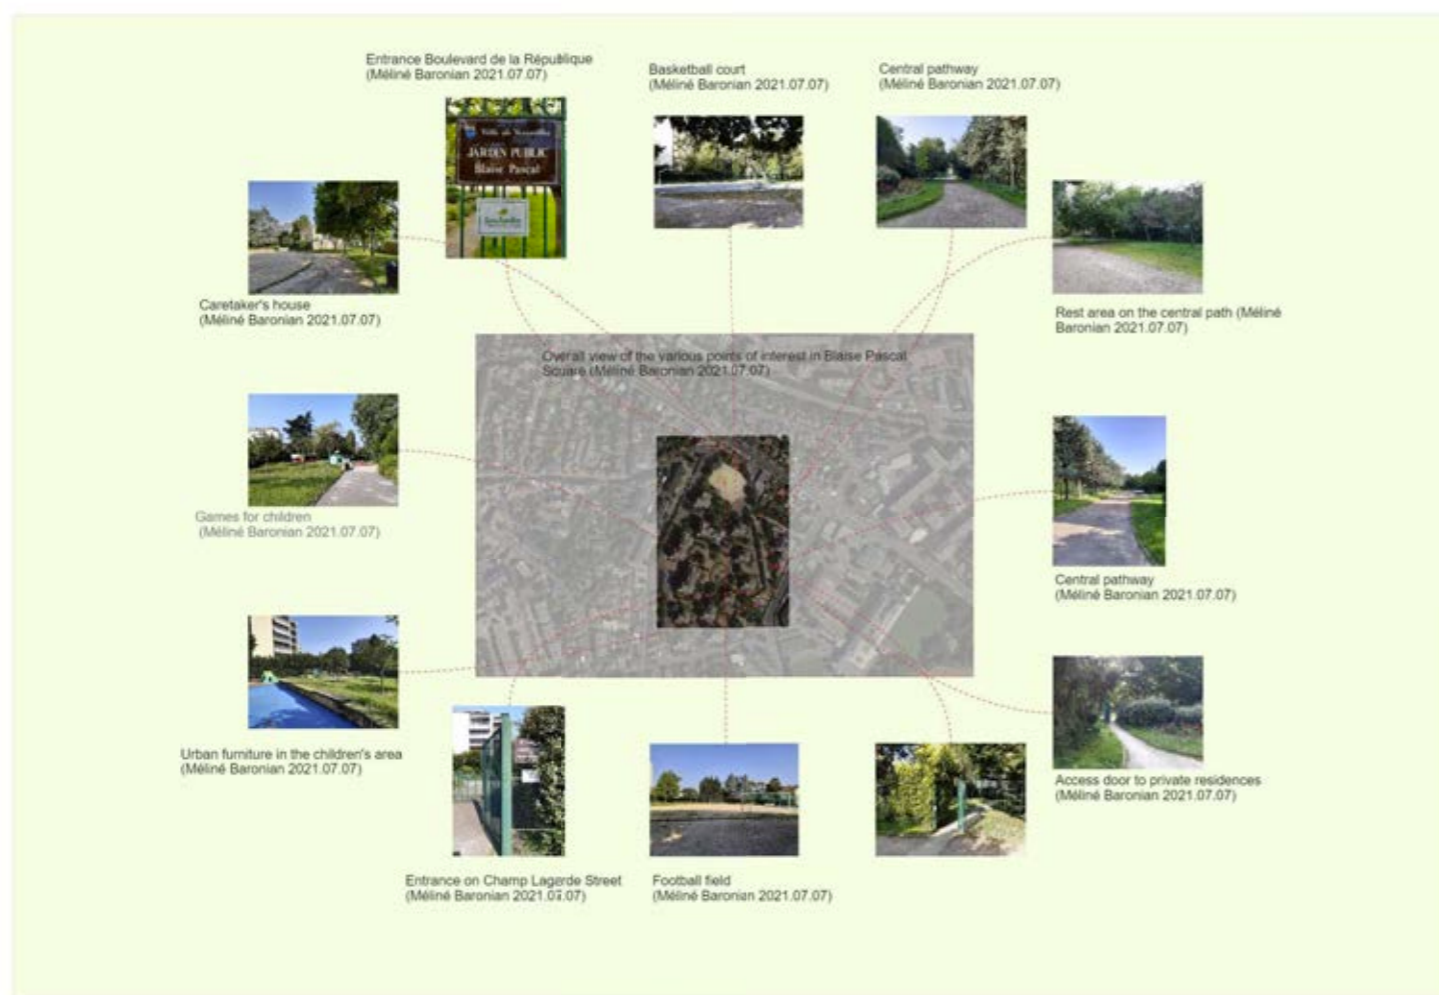 Entrance Boulevard de la République
(Méliné Baronian 2021.07.07)
Basketball court
(Méliné Baronian 2021.07.07)
Central pathway
(Méliné Baronian 2021.07.07)
Ville de Versailles
JARDIN PUBLIC
Blaise Pascal
Caretaker's house
(Méliné Baronian 2021.07.07)
Rest area on the central path (Méliné
Baronian 2021.07.07)
Overall view of the various points of interest in Blaise Pascal
Square (Méliné Baronian 2021.07.07)
Games for children
(Méliné Baronian 2021.07.07)
Central pathway
(Méliné Baronian 2021.07.07)
Urban furniture in the children's area
(Méliné Baronian 2021.07.07)
Access door to private residences
(Méliné Baronian 2021.07.07)
Entrance on Champ Lagarde Street
(Méliné Baronian 2021.07.07)
Football field
(Méliné Baronian 2021.07.07)